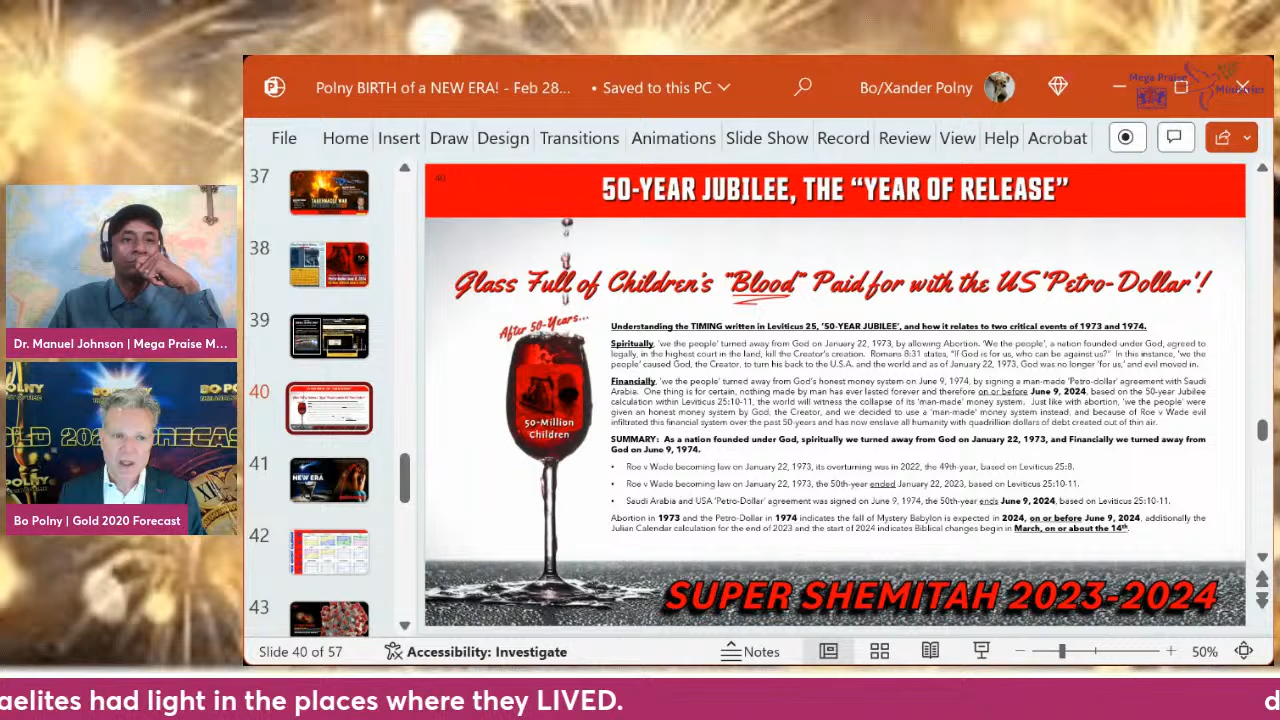 Polny BIRTH of a NEW ERA! - Feb 28... • Saved to this PC
Bo/Xander Polny
Mega Praise
Ministries
File Home Insert Draw Design Transitions Animations Slide Show Record Review View Help Acrobat
37
38
39
40
41
NEW ERA
42
43
40
50-YEAR JUBILEE, THE “YEAR OF RELEASE”
Glass Full of Children's "Blood" Paid for with the US 'Petro-Dollar'!
After 50-Years...
50-Million
Children
Understanding the TIMING written in Leviticus 25, ‘50-YEAR JUBILEE’, and how it relates to two critical events of 1973 and 1974.
Spiritually, ‘we the people’ turned away from God on January 22, 1973, by allowing Abortion. ‘We the people’, a nation founded under God, agreed to
legally, in the highest court in the land, kill the Creator’s creation. Romans 8:31 states, “If God is for us, who can be against us?” In this instance, ‘we the
people’ caused God, the Creator, to turn his back to the U.S.A. and the world and as of January 22, 1973, God was no longer ‘for us,’ and evil moved in.
Financially, ‘we the people’ turned away from God’s honest money system on June 9, 1974, by signing a man-made ‘Petro-dollar’ agreement with Saudi
Arabia. One thing is for certain, nothing made by man has ever lasted forever and therefore on or before June 9, 2024, based on the 50-year Jubilee
calculation within Leviticus 25:10-11, the world will witness the collapse of its ‘man-made’ money system. Just like with abortion, ‘we the people’ were
given an honest money system by God, the Creator, and we decided to use a ‘man-made’ money system instead, and because of Roe v Wade evil
infiltrated this financial system over the past 50-years and has now enslave all humanity with quadrillion dollars of debt created out of thin air.
SUMMARY: As a nation founded under God, spiritually we turned away from God on January 22, 1973, and Financially we turned away from
God on June 9, 1974.
• Roe v Wade becoming law on January 22, 1973, its overturning was in 2022, the 49th-year, based on Leviticus 25:8.
• Roe v Wade becoming law on January 22, 1973, the 50th-year ended January 22, 2023, based on Leviticus 25:10-11.
• Saudi Arabia and USA ‘Petro-Dollar’ agreement was signed on June 9, 1974, the 50th-year ends June 9, 2024, based on Leviticus 25:10-11.
Abortion in 1973 and the Petro-Dollar in 1974 indicates the fall of Mystery Babylon is expected in 2024, on or before June 9, 2024, additionally the
Julian Calendar calculation for the end of 2023 and the start of 2024 indicates Biblical changes begin in March, on or about the 14th.
SUPER SHEMITAH 2023-2024
Dr. Manuel Johnson | Mega Praise M...
Bo Polny | Gold 2020 Forecast
Slide 40 of 57 Accessibility: Investigate Notes 50%
aelites had light in the places where they LIVED. d